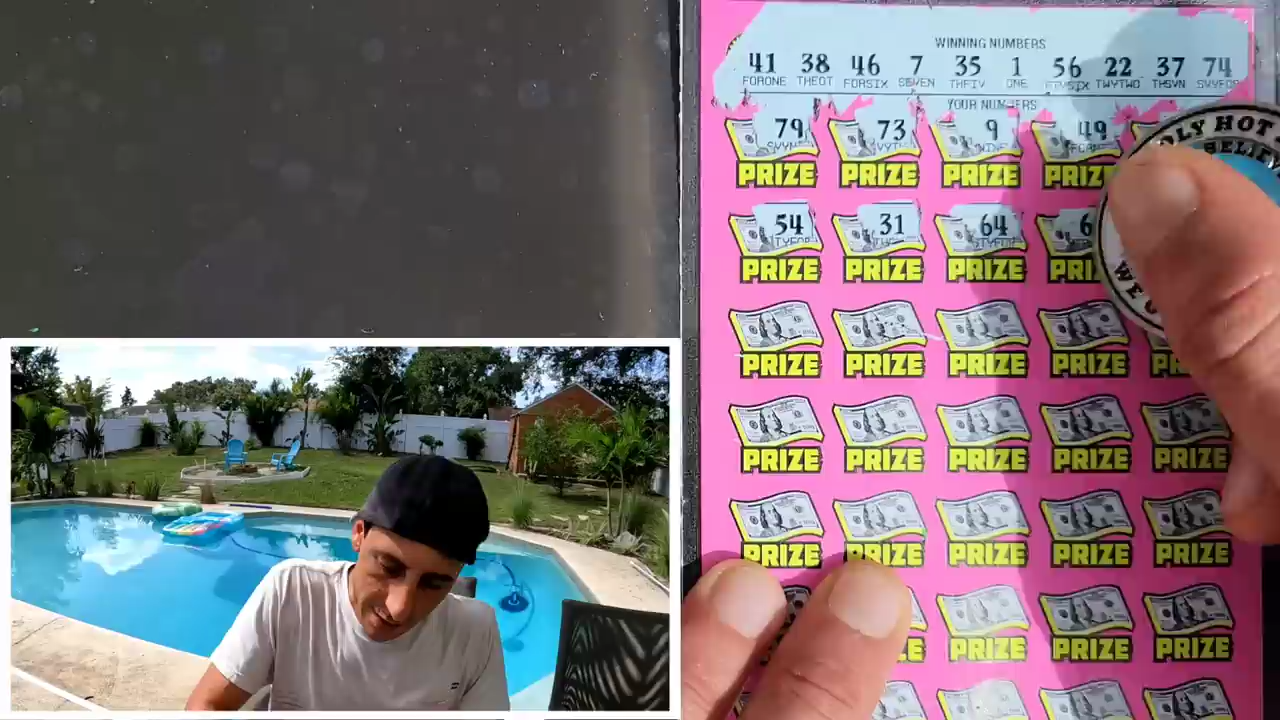 WINNING NUMBERS
41 38 46 7 35 1 56 22 37 74
FORONE THEOT FORSIX SEVEN THFIV ONE FIVSIX TWYTWO THSVN
YOUR NUMBERS
79 73 9 49
PRIZE PRIZE PRIZE PRIZE
54 31 64
PRIZE PRIZE PRIZE
PRIZE PRIZE PRIZE PRIZE
PRIZE PRIZE PRIZE PRIZE PRIZE
PRIZE PRIZE PRIZE PRIZE PRIZE
PRIZE PRIZE PRIZE
HOT